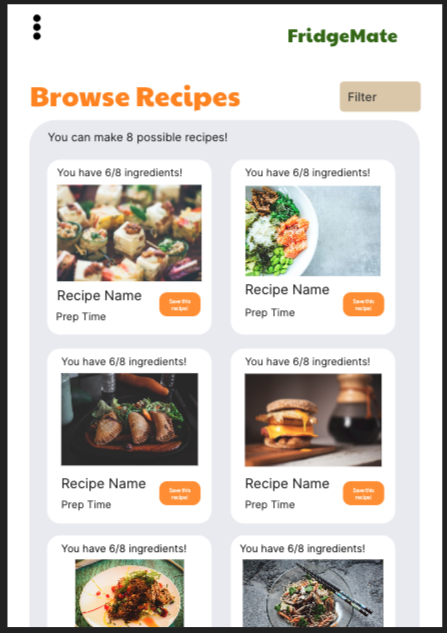 FridgeMate
Browse Recipes
Filter
You can make 8 possible recipes!
You have 6/8 ingredients!
You have 6/8 ingredients!
Recipe Name
Prep Time
Save this
recipe!
Recipe Name
Prep Time
Save this
recipe!
You have 6/8 ingredients!
You have 6/8 ingredients!
Recipe Name
Prep Time
Save this
recipe!
Recipe Name
Prep Time
Save this
recipe!
You have 6/8 ingredients!
You have 6/8 ingredients!